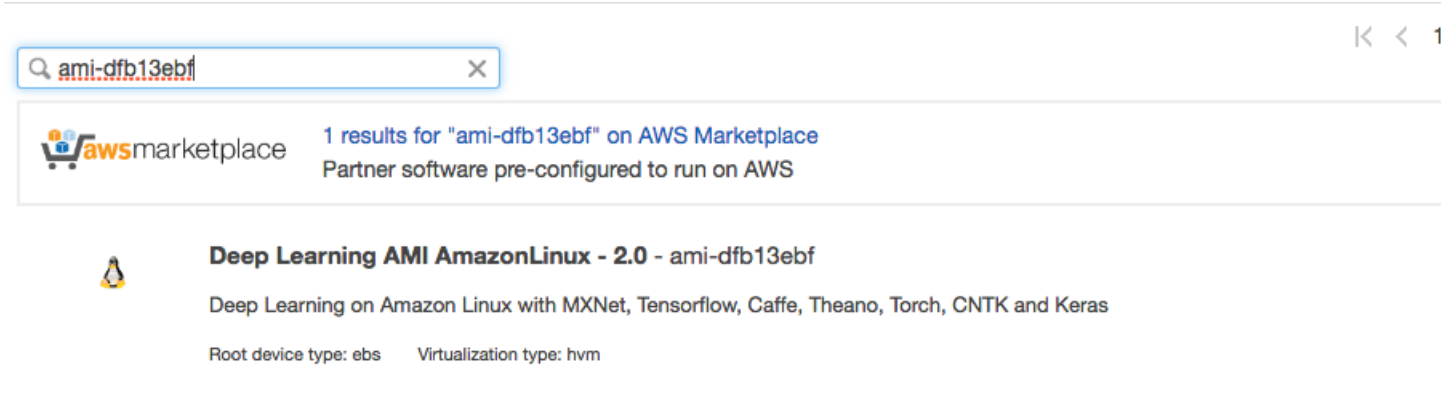 1
ami-dfb13ebf
awsmarketplace
1 results for "ami-dfb13ebf" on AWS Marketplace
Partner software pre-configured to run on AWS
Deep Learning AMI AmazonLinux - 2.0 - ami-dfb13ebf
Deep Learning on Amazon Linux with MXNet, Tensorflow, Caffe, Theano, Torch, CNTK and Keras
Root device type: ebs Virtualization type: hvm